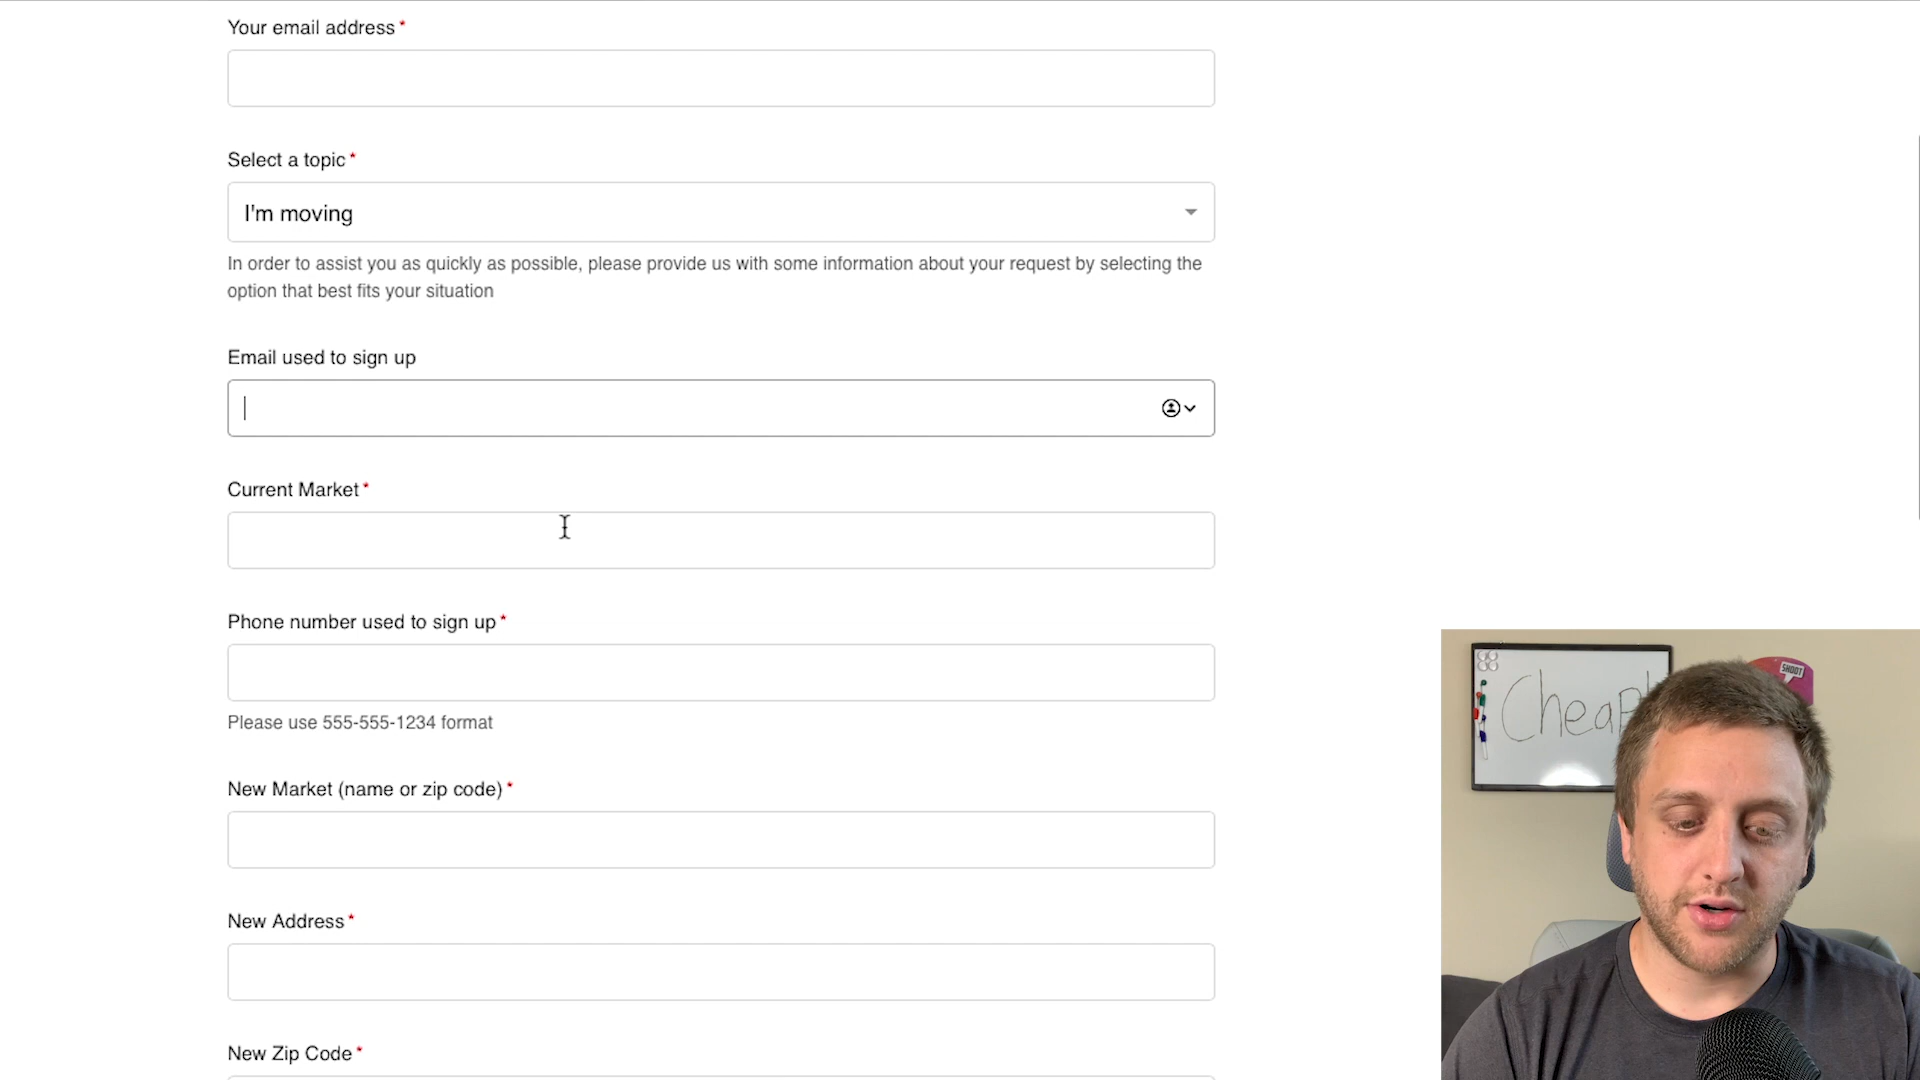 Your email address *
Select a topic *
I'm moving
In order to assist you as quickly as possible, please provide us with some information about your request by selecting the
option that best fits your situation
Email used to sign up
Current Market *
Phone number used to sign up *
Please use 555-555-1234 format
SHOOT
New Market (name or zip code) *
New Address *
New Zip Code *